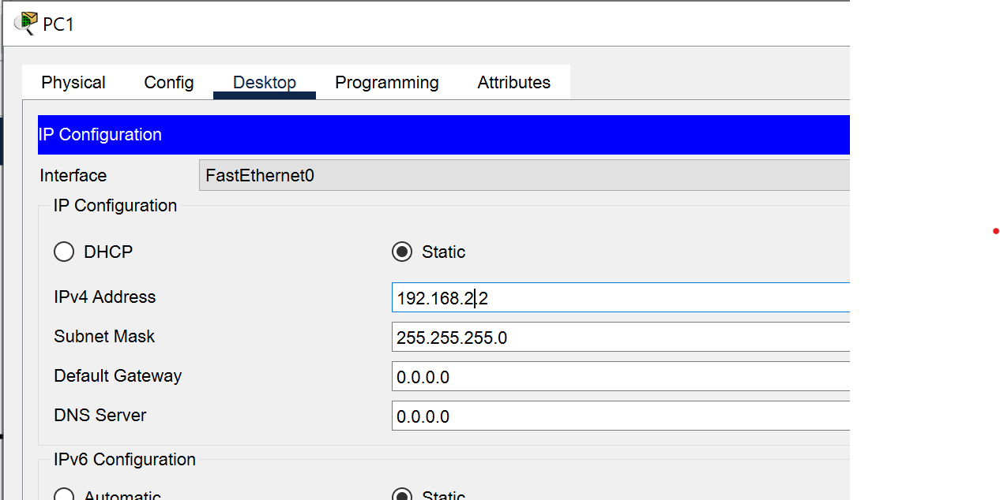 PC1
Physical Config Desktop Programming Attributes
IP Configuration
Interface FastEthernet0
IP Configuration
DHCP Static
IPv4 Address 192.168.2.2
Subnet Mask 255.255.255.0
Default Gateway 0.0.0.0
DNS Server 0.0.0.0
IPv6 Configuration
Automatic Static